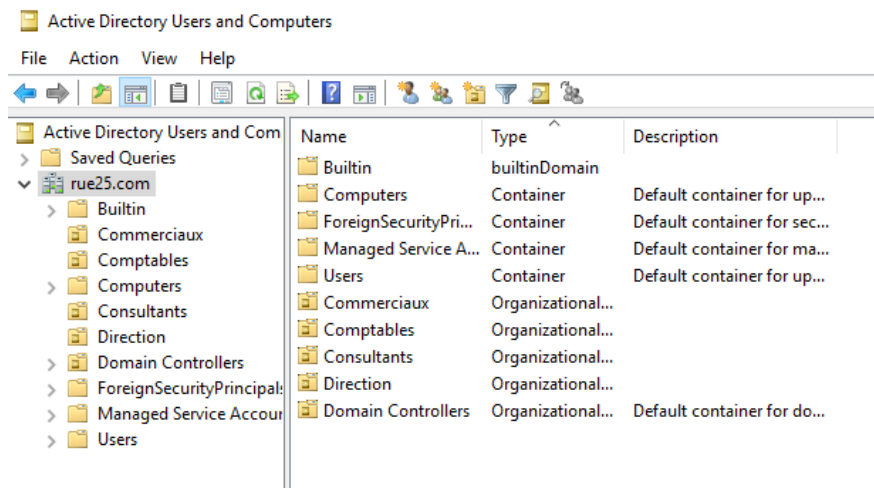 Active Directory Users and Computers
File Action View Help
Active Directory Users and Com
Saved Queries
rue25.com
Builtin
Commerciaux
Comptables
Computers
Consultants
Direction
Domain Controllers
ForeignSecurityPrincipals
Managed Service Accour
Users
Name Type Description
Builtin builtinDomain
Computers Container Default container for up...
ForeignSecurityPri... Container Default container for sec...
Managed Service A... Container Default container for ma...
Users Container Default container for up...
Commerciaux Organizational...
Comptables Organizational...
Consultants Organizational...
Direction Organizational...
Domain Controllers Organizational... Default container for do...